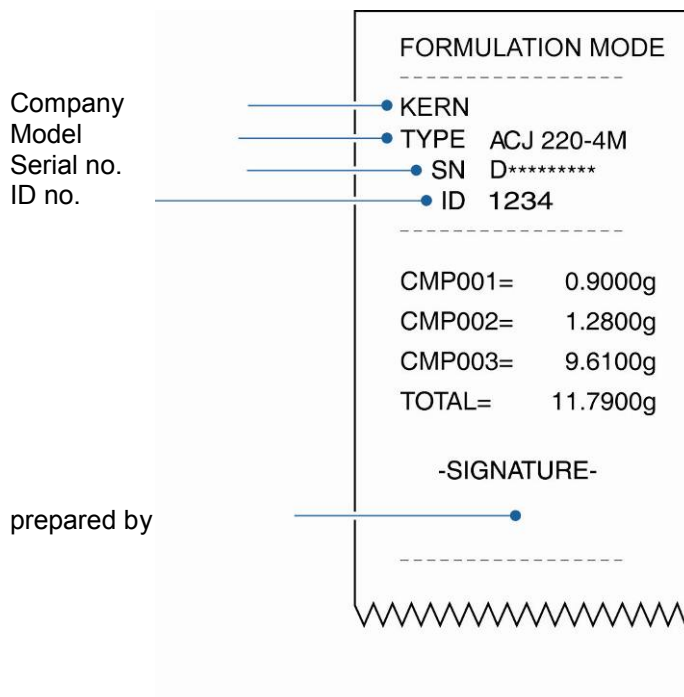 FORMULATION MODE
Company KERN
Model TYPE ACJ 220-4M
Serial no. SN D*********
ID no. ID 1234
CMP001= 0.9000g
CMP002= 1.2800g
CMP003= 9.6100g
TOTAL= 11.7900g
-SIGNATURE-
prepared by